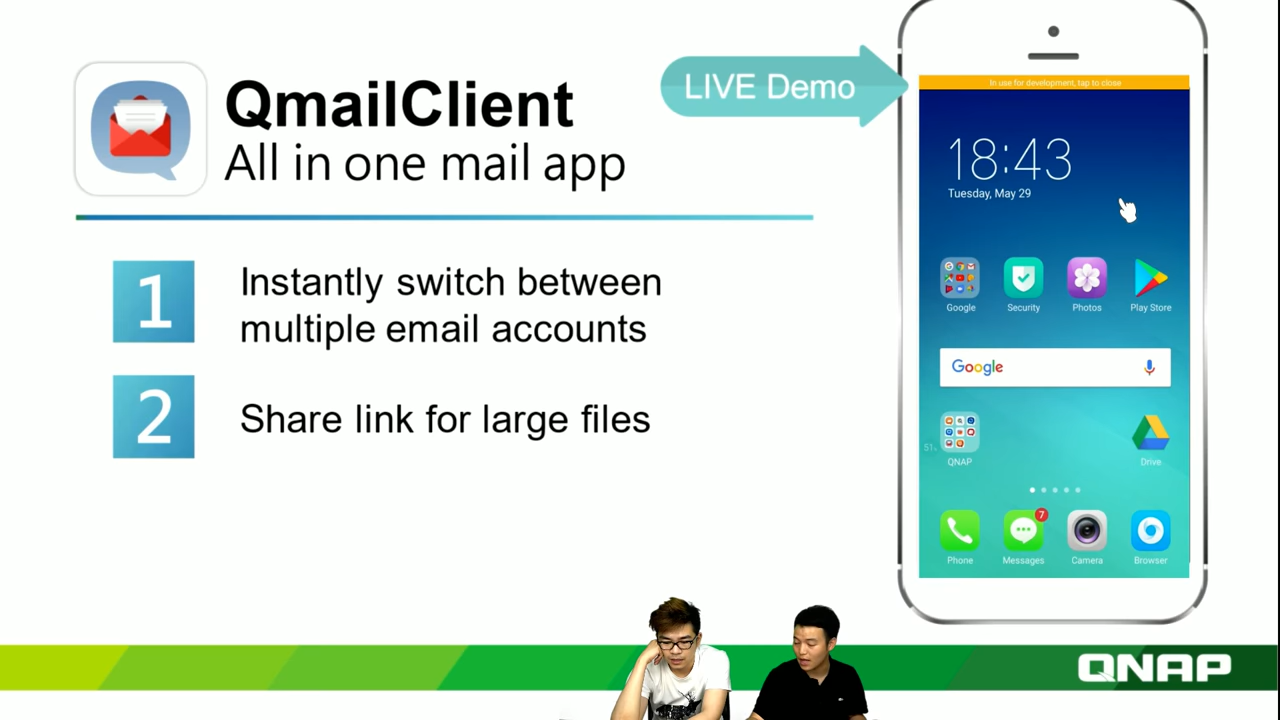 QmailClient
All in one mail app
LIVE Demo
1
Instantly switch between
multiple email accounts
2
Share link for large files
In use for development, tap to close
18:43
Tuesday, May 29
Google
Security
Photos
Play Store
Google
51%
QNAP
Drive
7
Phone
Messages
Camera
Browser
QNAP